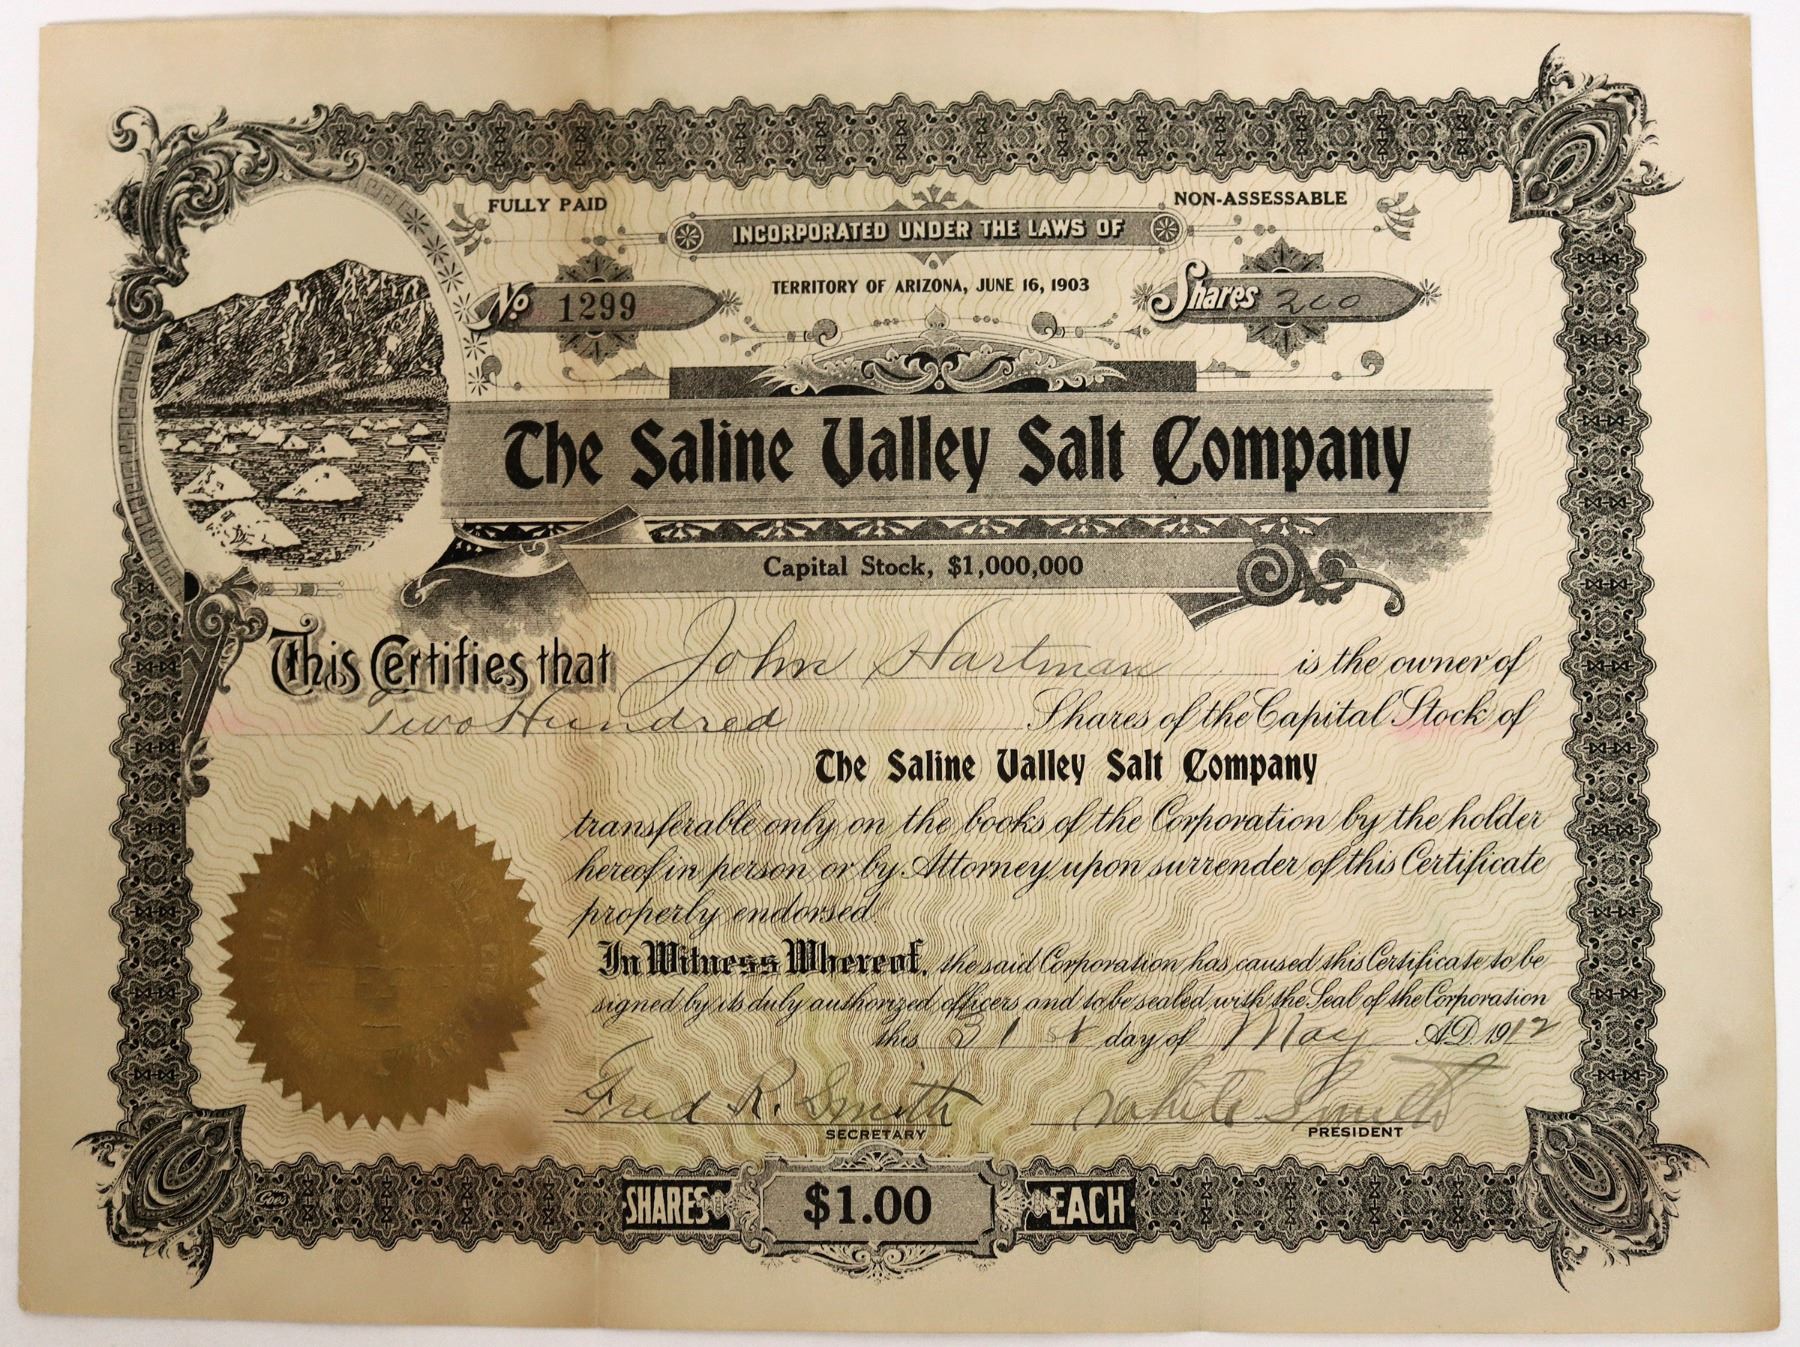 FULLY PAID
NON-ASSESSABLE
INCORPORATED UNDER THE LAWS OF
TERRITORY OF ARIZONA, JUNE 16, 1903
No. 1299
Shares 200
The Saline Valley Salt Company
Capital Stock, $1,000,000
This Certifies that John Hartman is the owner of
Two Hundred Shares of the Capital Stock of
The Saline Valley Salt Company
transferable only on the books of the Corporation by the holder
hereof in person or by Attorney upon surrender of this Certificate
properly endorsed
In Witness Whereof, the said Corporation has caused this Certificate to be
signed by its duly authorized officers and to be sealed with the Seal of the Corporation
this 31st day of May A.D. 1912
Fred R. Smith
White Smith
SECRETARY
PRESIDENT
SHARES $1.00 EACH